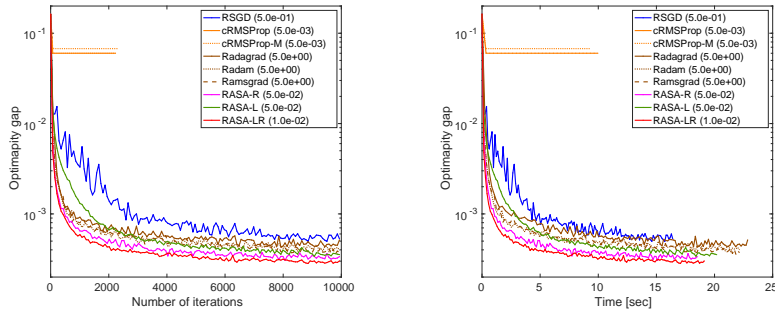 10^-1
10^-2
10^-3
Optimapity gap
0 2000 4000 6000 8000 10000
Number of iterations
RSGD (5.0e-01)
cRMSProp (5.0e-03)
cRMSProp-M (5.0e-03)
Radagrad (5.0e+00)
Radam (5.0e+00)
Ramsgrad (5.0e+00)
RASA-R (5.0e-02)
RASA-L (5.0e-02)
RASA-LR (1.0e-02)
10^-1
10^-2
10^-3
Optimapity gap
0 5 10 15 20 25
Time [sec]
RSGD (5.0e-01)
cRMSProp (5.0e-03)
cRMSProp-M (5.0e-03)
Radagrad (5.0e+00)
Radam (5.0e+00)
Ramsgrad (5.0e+00)
RASA-R (5.0e-02)
RASA-L (5.0e-02)
RASA-LR (1.0e-02)